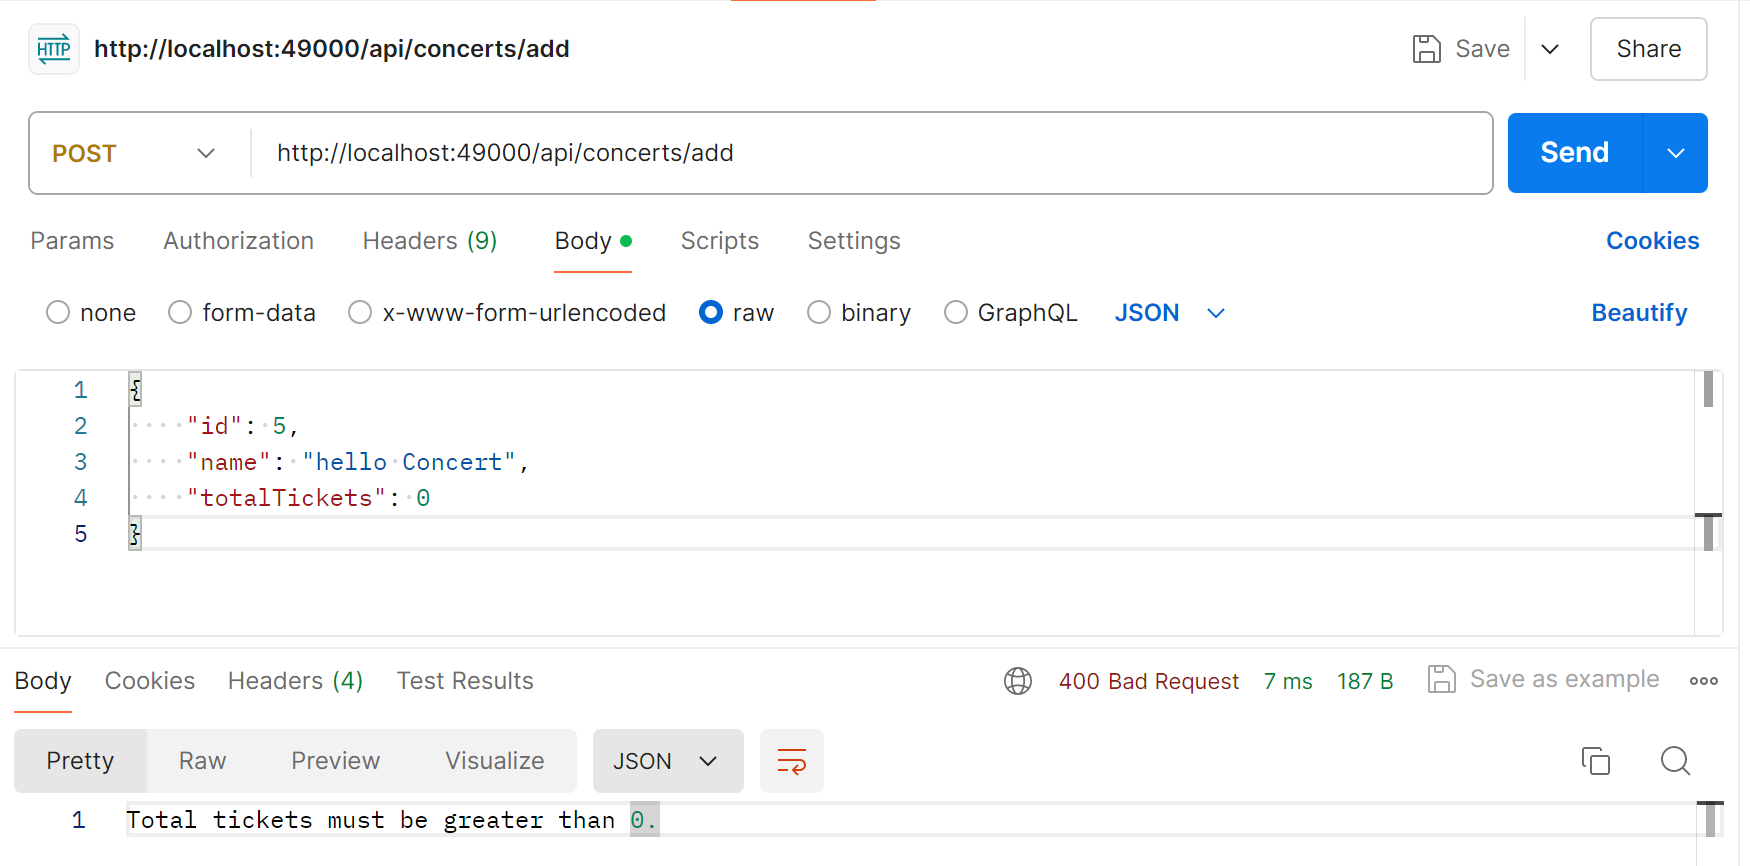 HTTP http://localhost:49000/api/concerts/add Save Share
POST http://localhost:49000/api/concerts/add Send
Params Authorization Headers (9) Body Scripts Settings Cookies
none form-data x-www-form-urlencoded raw binary GraphQL JSON Beautify
1 {
2 "id": 5,
3 "name": "hello Concert",
4 "totalTickets": 0
5 }
Body Cookies Headers (4) Test Results 400 Bad Request 7 ms 187 B Save as example
Pretty Raw Preview Visualize JSON
1 Total tickets must be greater than 0.